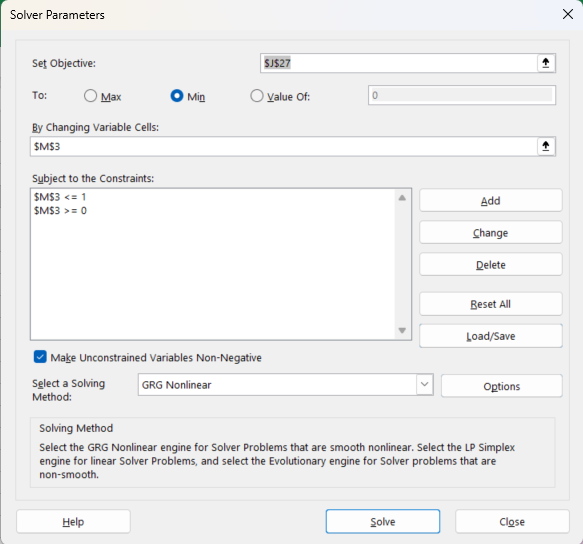 Solver Parameters
Set Objective:
$J$27
To:
Max
Min
Value Of:
0
By Changing Variable Cells:
$M$3
Subject to the Constraints:
$M$3 <= 1
$M$3 >= 0
Add
Change
Delete
Reset All
Load/Save
Make Unconstrained Variables Non-Negative
Select a Solving
Method:
GRG Nonlinear
Options
Solving Method
Select the GRG Nonlinear engine for Solver Problems that are smooth nonlinear. Select the LP Simplex
engine for linear Solver Problems, and select the Evolutionary engine for Solver problems that are
non-smooth.
Help
Solve
Close